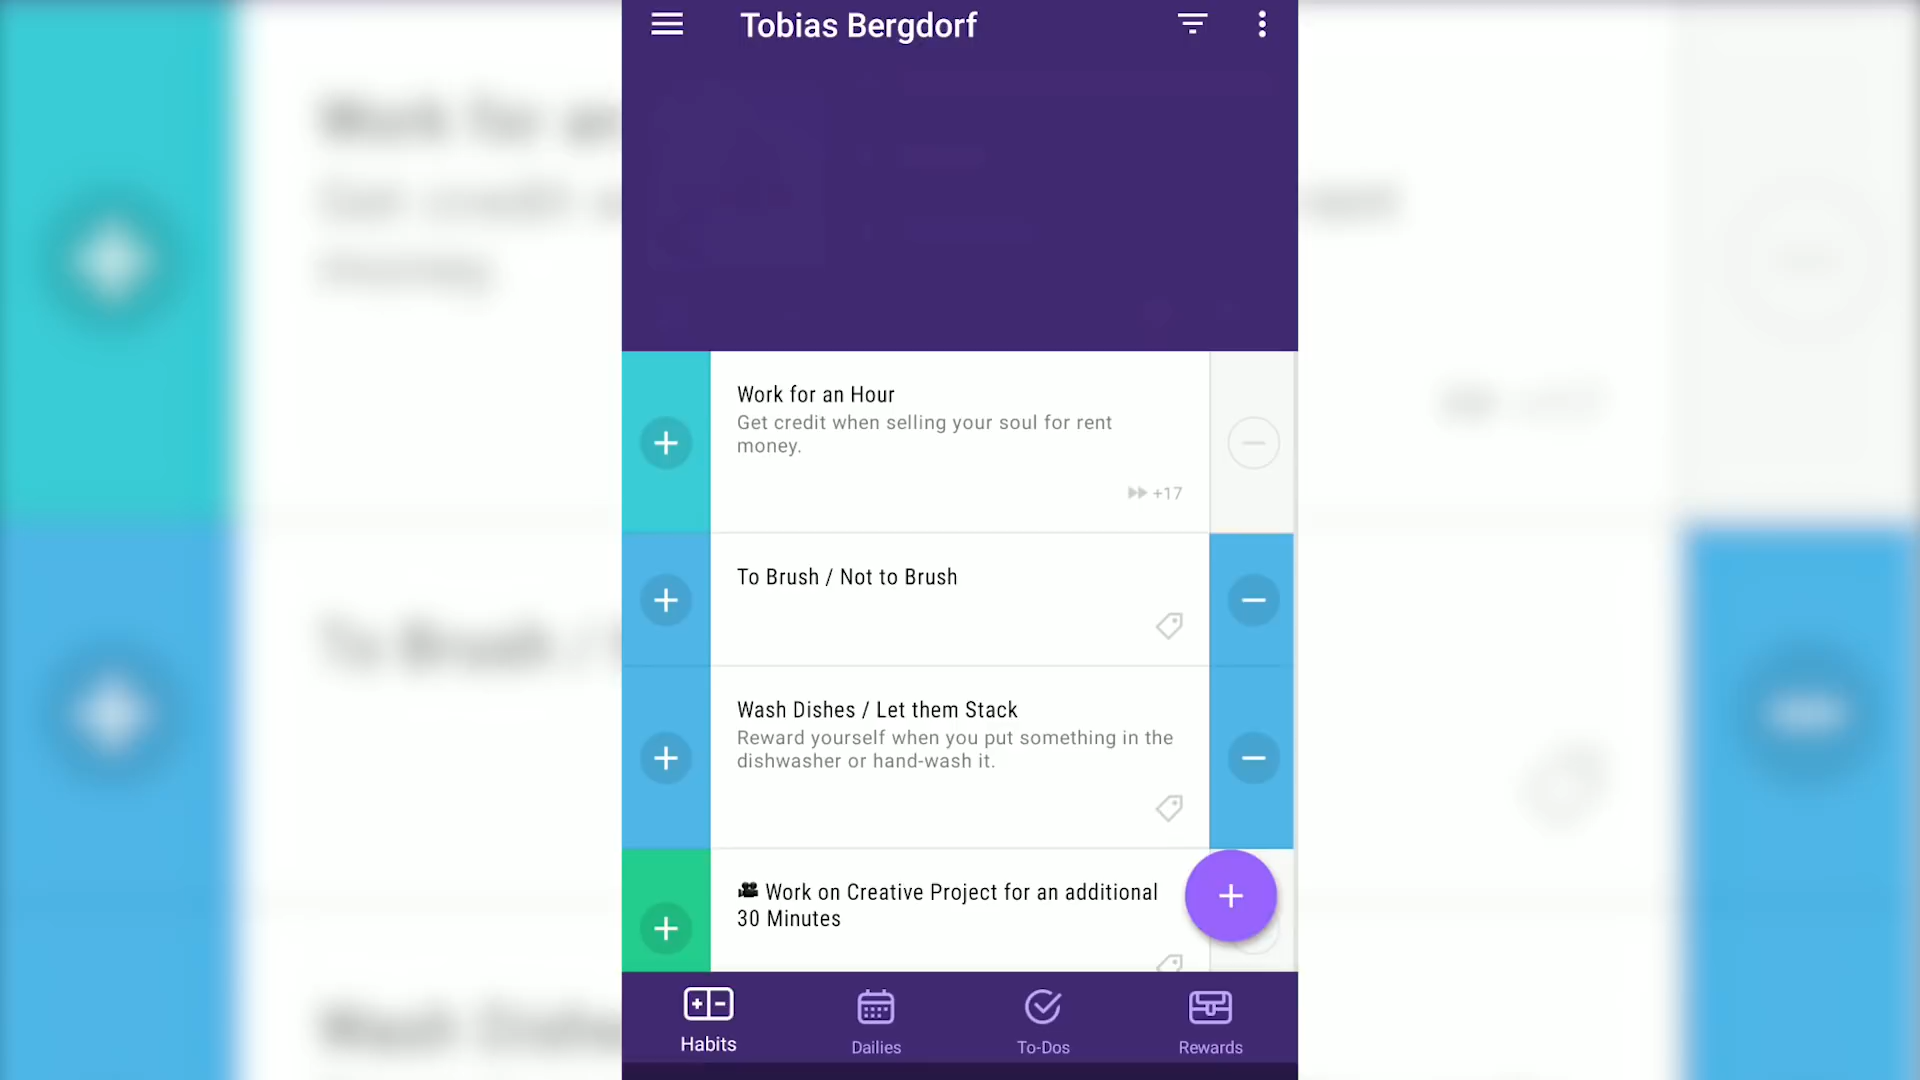 Tobias Bergdorf
Work for an Hour
Get credit when selling your soul for rent
money.
+17
To Brush / Not to Brush
Wash Dishes / Let them Stack
Reward yourself when you put something in the
dishwasher or hand-wash it.
Work on Creative Project for an additional
30 Minutes
Habits
Dailies
To-Dos
Rewards